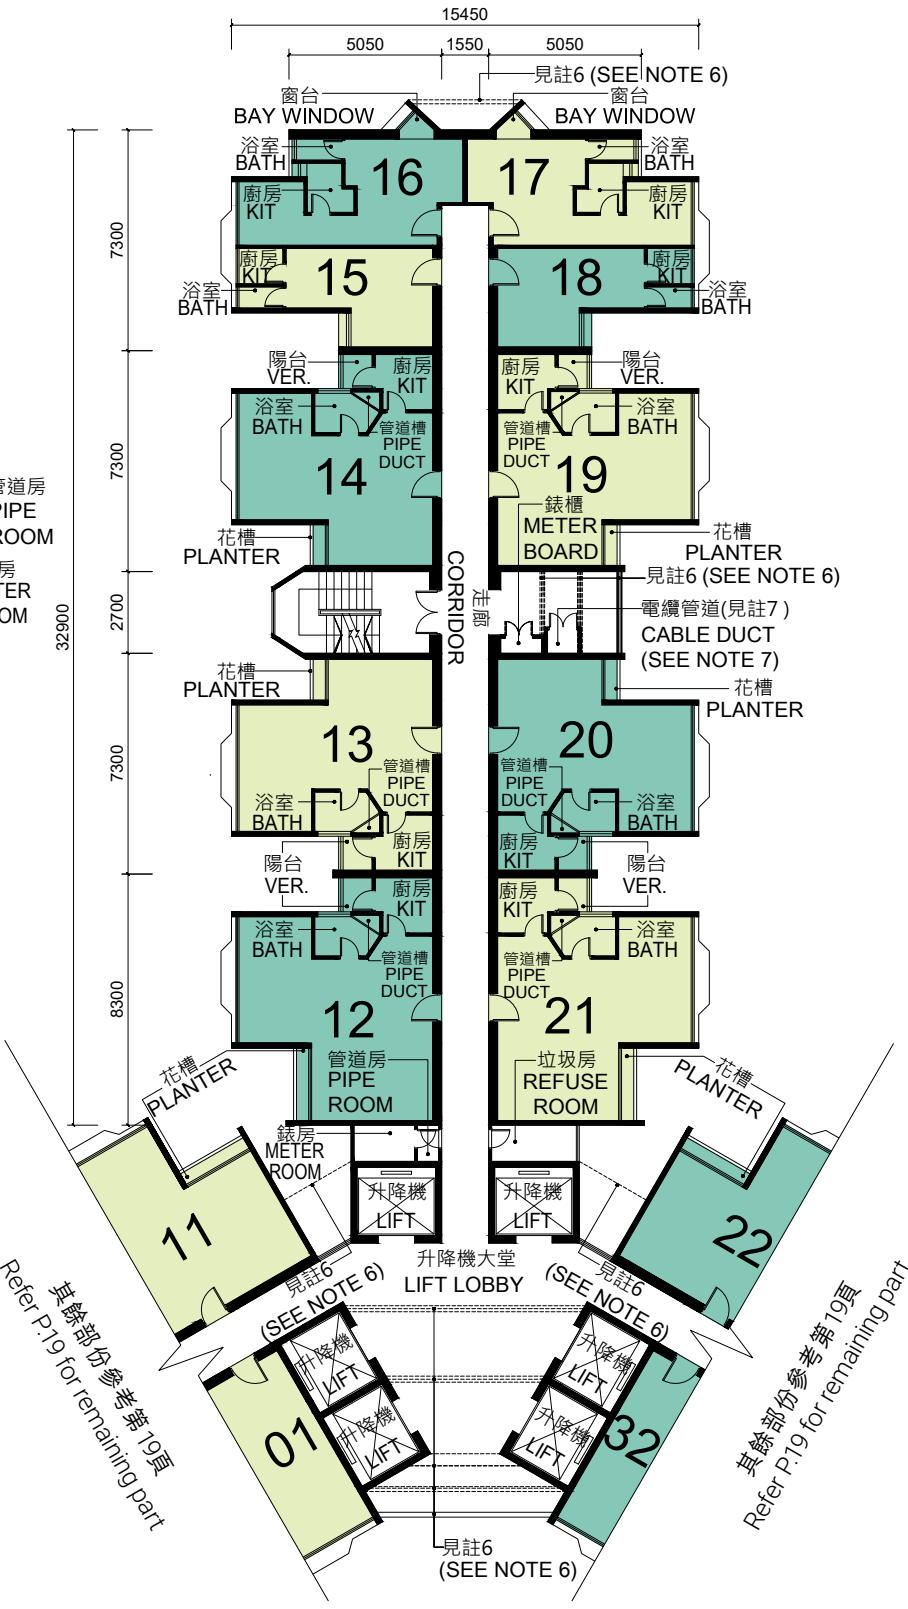 15450
5050
1550
5050
見註6 (SEE NOTE 6)
窗台
BAY WINDOW
窗台
BAY WINDOW
浴室
BATH
16
17
浴室
BATH
廚房
KIT
廚房
KIT
7300
廚房
KIT
15
18
廚房
KIT
浴室
BATH
浴室
BATH
陽台
VER.
廚房
KIT
廚房
KIT
陽台
VER.
浴室
BATH
管道槽
PIPE
DUCT
管道槽
PIPE
DUCT
浴室
BATH
7300
14
19
管道房
PIPE
ROOM
錶櫃
METER
BOARD
花槽
PLANTER
花槽
PLANTER
房
TER
OM
見註6 (SEE NOTE 6)
32900
2700
走廊
CORRIDOR
電纜管道(見註7 )
CABLE DUCT
(SEE NOTE 7)
花槽
PLANTER
花槽
PLANTER
7300
13
20
管道槽
PIPE
DUCT
管道槽
PIPE
DUCT
浴室
BATH
浴室
BATH
廚房
KIT
廚房
KIT
陽台
VER.
陽台
VER.
廚房
KIT
廚房
KIT
浴室
BATH
管道槽
PIPE
DUCT
管道槽
PIPE
DUCT
浴室
BATH
8300
12
21
管道房
PIPE
ROOM
垃圾房
REFUSE
ROOM
花槽
PLANTER
花槽
PLANTER
錶房
METER
ROOM
升降機
LIFT
升降機
LIFT
11
22
升降機大堂
LIFT LOBBY
見註6
(SEE NOTE 6)
見註6
(SEE NOTE 6)
升降機
LIFT
升降機
LIFT
升降機
LIFT
升降機
LIFT
01
32
其餘部份參考第19頁
Refer P.19 for remaining part
其餘部份參考第19頁
Refer P.19 for remaining part
見註6
(SEE NOTE 6)